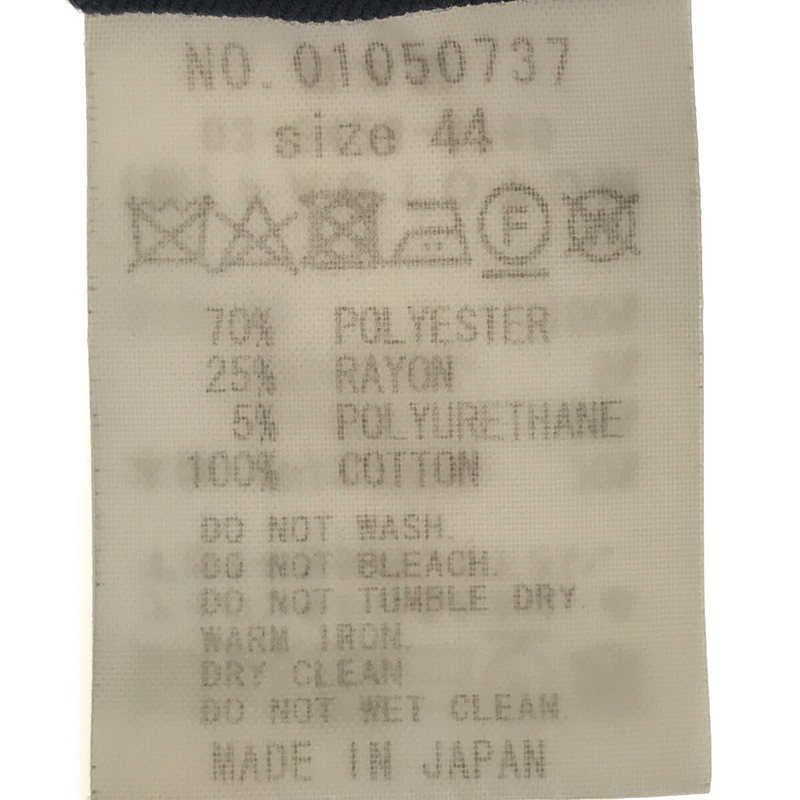 NO. 01050737
size 44
F
W
70% POLYESTER
25% RAYON
5% POLYURETHANE
100% COTTON
DO NOT WASH.
DO NOT BLEACH.
DO NOT TUMBLE DRY
WARM IRON.
DRY CLEAN
DO NOT WET CLEAN
MADE IN JAPAN